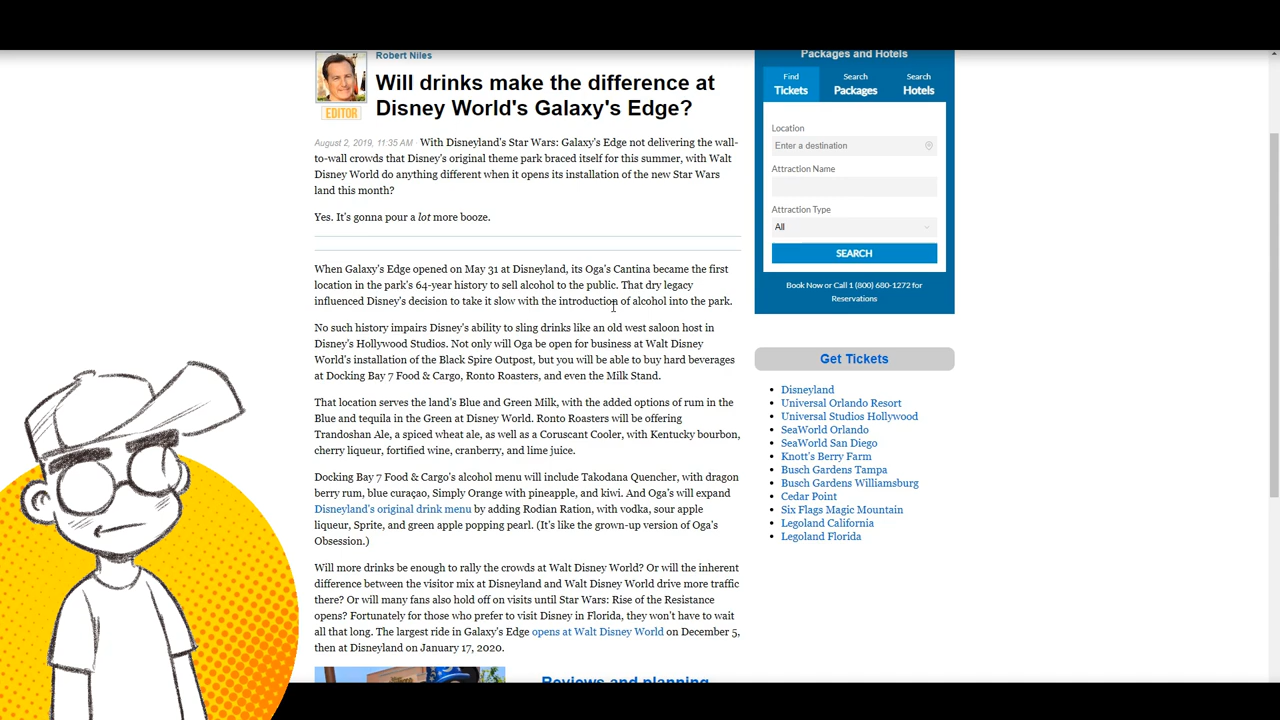 Robert Niles
EDITOR
Will drinks make the difference at
Disney World's Galaxy's Edge?
August 2, 2019, 11:35 AM · With Disneyland's Star Wars: Galaxy's Edge not delivering the wall-
to-wall crowds that Disney's original theme park braced itself for this summer, with Walt
Disney World do anything different when it opens its installation of the new Star Wars
land this month?
Yes. It's gonna pour a lot more booze.
When Galaxy's Edge opened on May 31 at Disneyland, its Oga's Cantina became the first
location in the park's 64-year history to sell alcohol to the public. That dry legacy
influenced Disney's decision to take it slow with the introduction of alcohol into the park.
No such history impairs Disney's ability to sling drinks like an old west saloon host in
Disney's Hollywood Studios. Not only will Oga be open for business at Walt Disney
World's installation of the Black Spire Outpost, but you will be able to buy hard beverages
at Docking Bay 7 Food & Cargo, Ronto Roasters, and even the Milk Stand.
That location serves the land's Blue and Green Milk, with the added options of rum in the
Blue and tequila in the Green at Disney World. Ronto Roasters will be offering
Trandoshan Ale, a spiced wheat ale, as well as a Coruscant Cooler, with Kentucky bourbon,
cherry liqueur, fortified wine, cranberry, and lime juice.
Docking Bay 7 Food & Cargo's alcohol menu will include Takodana Quencher, with dragon
berry rum, blue curaçao, Simply Orange with pineapple, and kiwi. And Oga's will expand
Disneyland's original drink menu by adding Rodian Ration, with vodka, sour apple
liqueur, Sprite, and green apple popping pearl. (It's like the grown-up version of Oga's
Obsession.)
Will more drinks be enough to rally the crowds at Walt Disney World? Or will the inherent
difference between the visitor mix at Disneyland and Walt Disney World drive more traffic
there? Or will many fans also hold off on visits until Star Wars: Rise of the Resistance
opens? Fortunately for those who prefer to visit Disney in Florida, they won't have to wait
all that long. The largest ride in Galaxy's Edge opens at Walt Disney World on December 5,
then at Disneyland on January 17, 2020.
Reviews and planning
Packages and Hotels
Find
Tickets
Search
Packages
Search
Hotels
Location
Enter a destination
Attraction Name
Attraction Type
All
SEARCH
Book Now or Call 1 (800) 680-1272 for
Reservations
Get Tickets
Disneyland
Universal Orlando Resort
Universal Studios Hollywood
SeaWorld Orlando
SeaWorld San Diego
Knott's Berry Farm
Busch Gardens Tampa
Busch Gardens Williamsburg
Cedar Point
Six Flags Magic Mountain
Legoland California
Legoland Florida